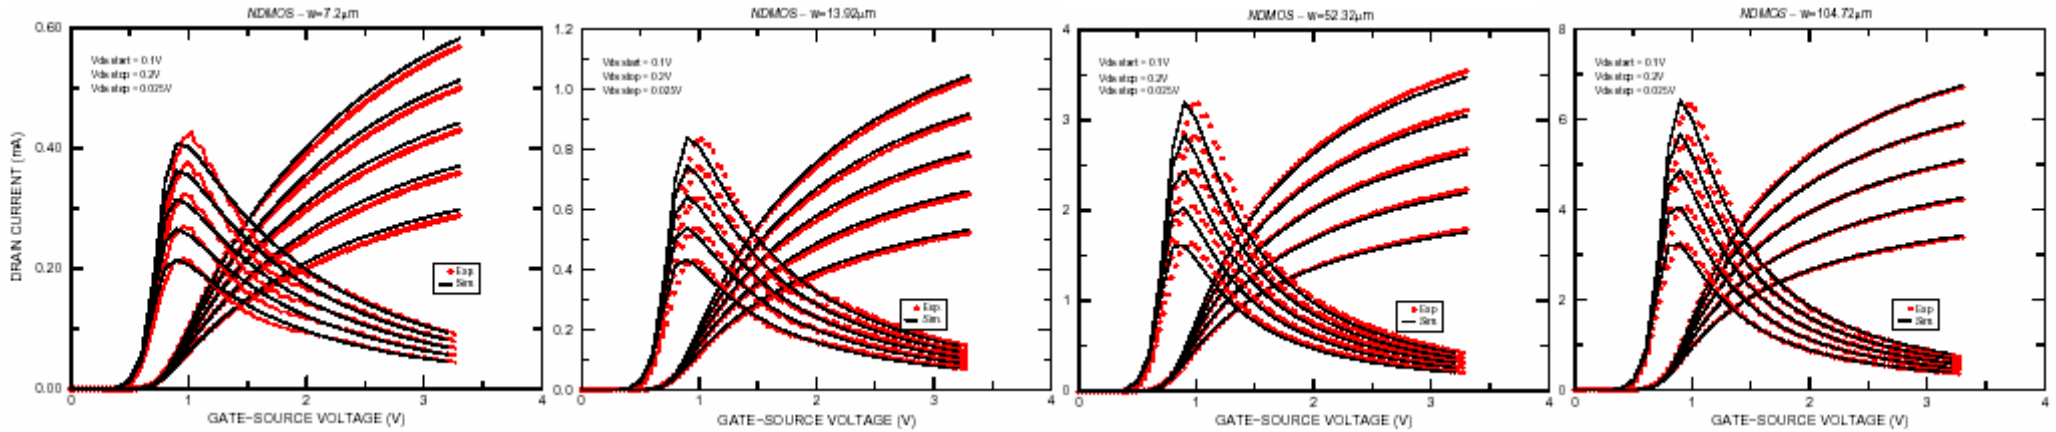 NDMOS – w=7.2μm
0.60
Vds start = 0.1V
Vds stop = 0.2V
Vds step = 0.025V
0.40
0.20
0.00
DRAIN CURRENT (mA)
Exp.
Sim.
0 1 2 3 4
GATE–SOURCE VOLTAGE (V)
NDMOS – w=13.92μm
1.2
Vds start = 0.1V
Vds stop = 0.2V
Vds step = 0.025V
1.0
0.8
0.6
0.4
0.2
0.0
Exp.
Sim.
0 1 2 3 4
GATE–SOURCE VOLTAGE (V)
NDMOS – w=52.32μm
4
Vds start = 0.1V
Vds stop = 0.2V
Vds step = 0.025V
3
2
1
0
Exp.
Sim.
0 1 2 3 4
GATE–SOURCE VOLTAGE (V)
NDMOS – w=104.72μm
8
Vds start = 0.1V
Vds stop = 0.2V
Vds step = 0.025V
6
4
2
0
Exp.
Sim.
0 1 2 3 4
GATE–SOURCE VOLTAGE (V)